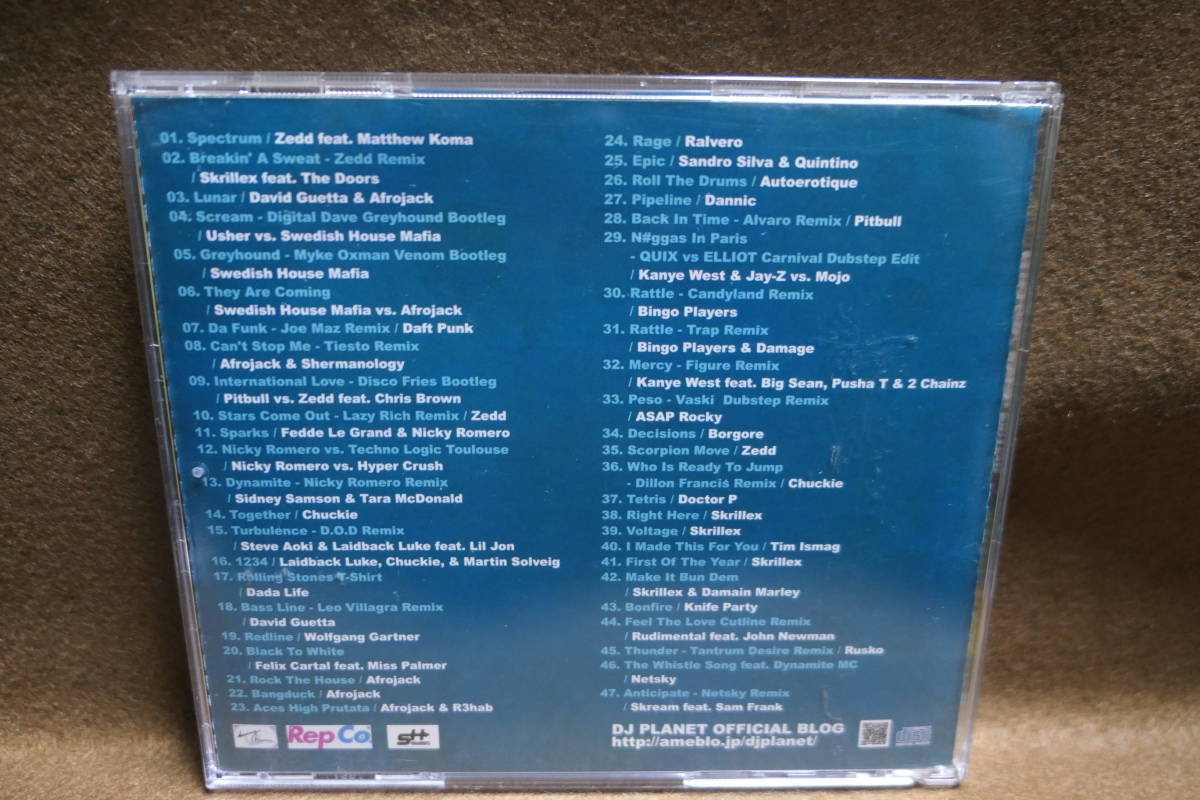 01. Spectrum / Zedd feat. Matthew Koma
02. Breakin' A Sweat - Zedd Remix
/ Skrillex feat. The Doors
03. Lunar / David Guetta & Afrojack
04. Scream - Digital Dave Greyhound Bootleg
/ Usher vs. Swedish House Mafia
05. Greyhound - Myke Oxman Venom Bootleg
/ Swedish House Mafia
06. They Are Coming
/ Swedish House Mafia vs. Afrojack
07. Da Funk - Joe Maz Remix / Daft Punk
08. Can't Stop Me - Tiesto Remix
/ Afrojack & Shermanology
09. International Love - Disco Fries Bootleg
/ Pitbull vs. Zedd feat. Chris Brown
10. Stars Come Out - Lazy Rich Remix / Zedd
11. Sparks / Fedde Le Grand & Nicky Romero
12. Nicky Romero vs. Techno Logic Toulouse
/ Nicky Romero vs. Hyper Crush
13. Dynamite - Nicky Romero Remix
/ Sidney Samson & Tara McDonald
14. Together / Chuckie
15. Turbulence - D.O.D Remix
/ Steve Aoki & Laidback Luke feat. Lil Jon
16. 1234 / Laidback Luke, Chuckie, & Martin Solveig
17. Rolling Stones T-Shirt
/ Dada Life
18. Bass Line - Leo Villagra Remix
/ David Guetta
19. Redline / Wolfgang Gartner
20. Black To White
/ Felix Cartal feat. Miss Palmer
21. Rock The House / Afrojack
22. Bangduck / Afrojack
23. Aces High Prutata / Afrojack & R3hab
Rep Co.
24. Rage / Ralvero
25. Epic / Sandro Silva & Quintino
26. Roll The Drums / Autoerotique
27. Pipeline / Dannic
28. Back In Time - Alvaro Remix / Pitbull
29. N#ggas In Paris
- QUIX vs ELLIOT Carnival Dubstep Edit
/ Kanye West & Jay-Z vs. Mojo
30. Rattle - Candyland Remix
/ Bingo Players
31. Rattle - Trap Remix
/ Bingo Players & Damage
32. Mercy - Figure Remix
/ Kanye West feat. Big Sean, Pusha T & 2 Chainz
33. Peso - Vaski Dubstep Remix
/ ASAP Rocky
34. Decisions / Borgore
35. Scorpion Move / Zedd
36. Who Is Ready To Jump
- Dillon Francis Remix / Chuckie
37. Tetris / Doctor P
38. Right Here / Skrillex
39. Voltage / Skrillex
40. I Made This For You / Tim Ismag
41. First Of The Year / Skrillex
42. Make It Bun Dem
/ Skrillex & Damain Marley
43. Bonfire / Knife Party
44. Feel The Love Cutline Remix
/ Rudimental feat. John Newman
45. Thunder - Tantrum Desire Remix / Rusko
46. The Whistle Song feat. Dynamite MC
/ Netsky
47. Anticipate - Netsky Remix
/ Skream feat. Sam Frank
DJ PLANET OFFICIAL BLOG
http://ameblo.jp/djplanet/